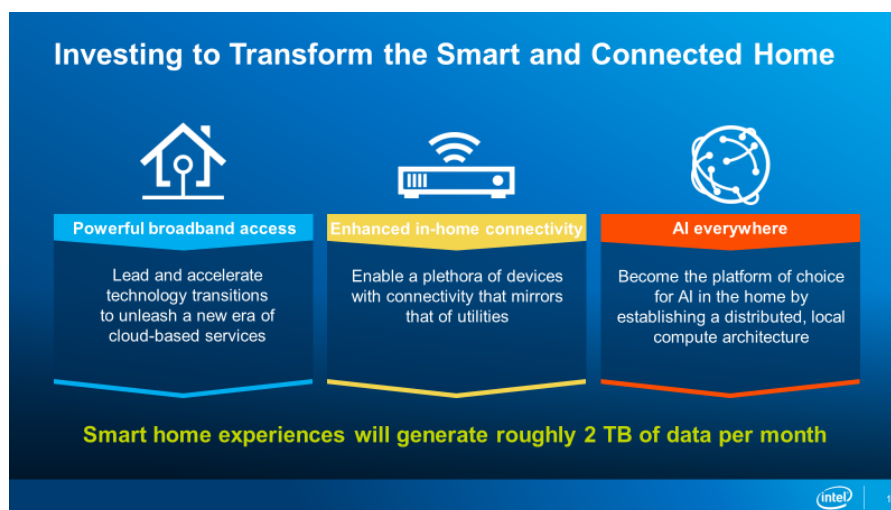 Investing to Transform the Smart and Connected Home
Powerful broadband access
Lead and accelerate
technology transitions
to unleash a new era of
cloud-based services
Enhanced in-home connectivity
Enable a plethora of devices
with connectivity that mirrors
that of utilities
AI everywhere
Become the platform of choice
for AI in the home by
establishing a distributed, local
compute architecture
Smart home experiences will generate roughly 2 TB of data per month
intel
1